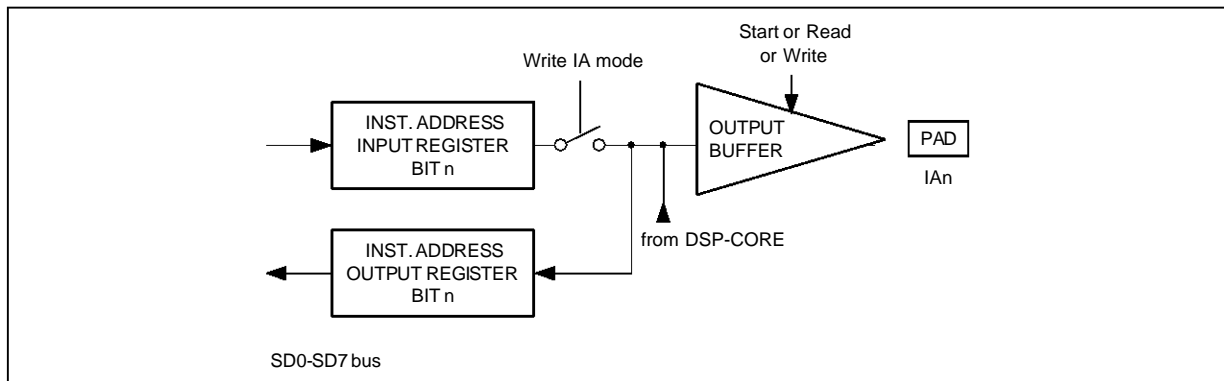 Start or Read
or Write
Write IA mode
INST. ADDRESS
INPUT REGISTER
BIT n
OUTPUT
BUFFER
PAD
IAn
from DSP-CORE
INST. ADDRESS
OUTPUT REGISTER
BIT n
SD0-SD7 bus